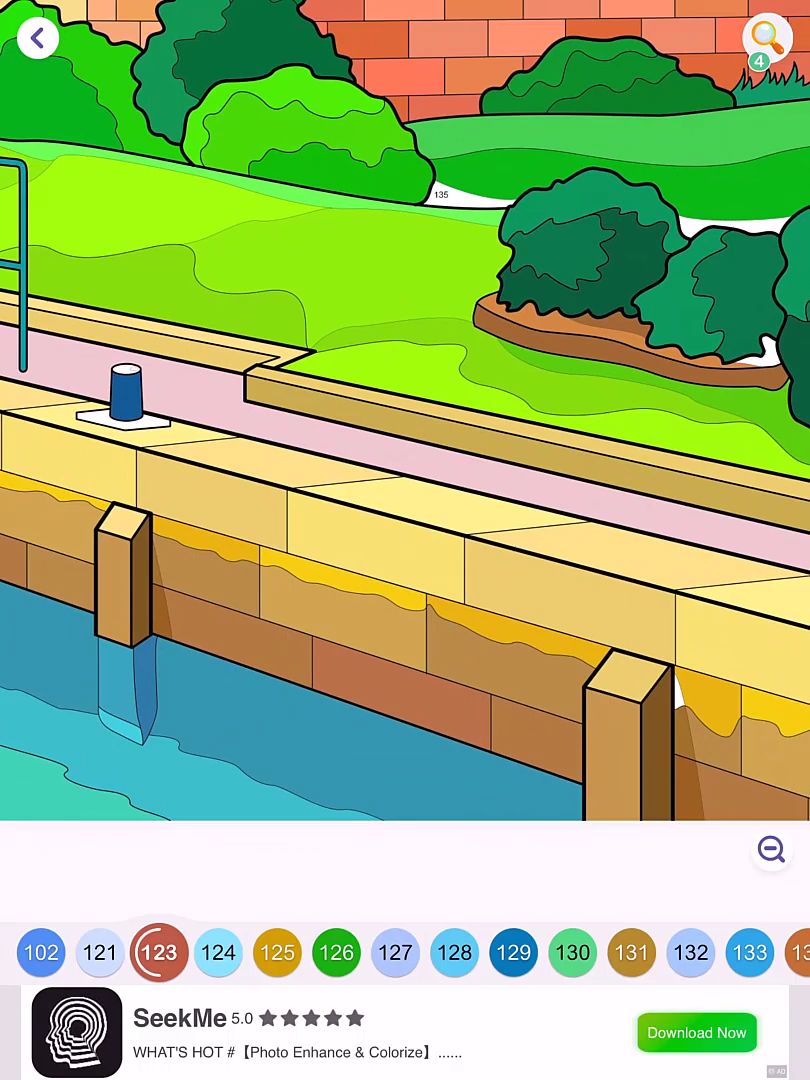 4
135
102 121 123 124 125 126 127 128 129 130 131 132 133
SeekMe 5.0 ★★★★★
WHAT'S HOT #【Photo Enhance & Colorize】......
Download Now
AD